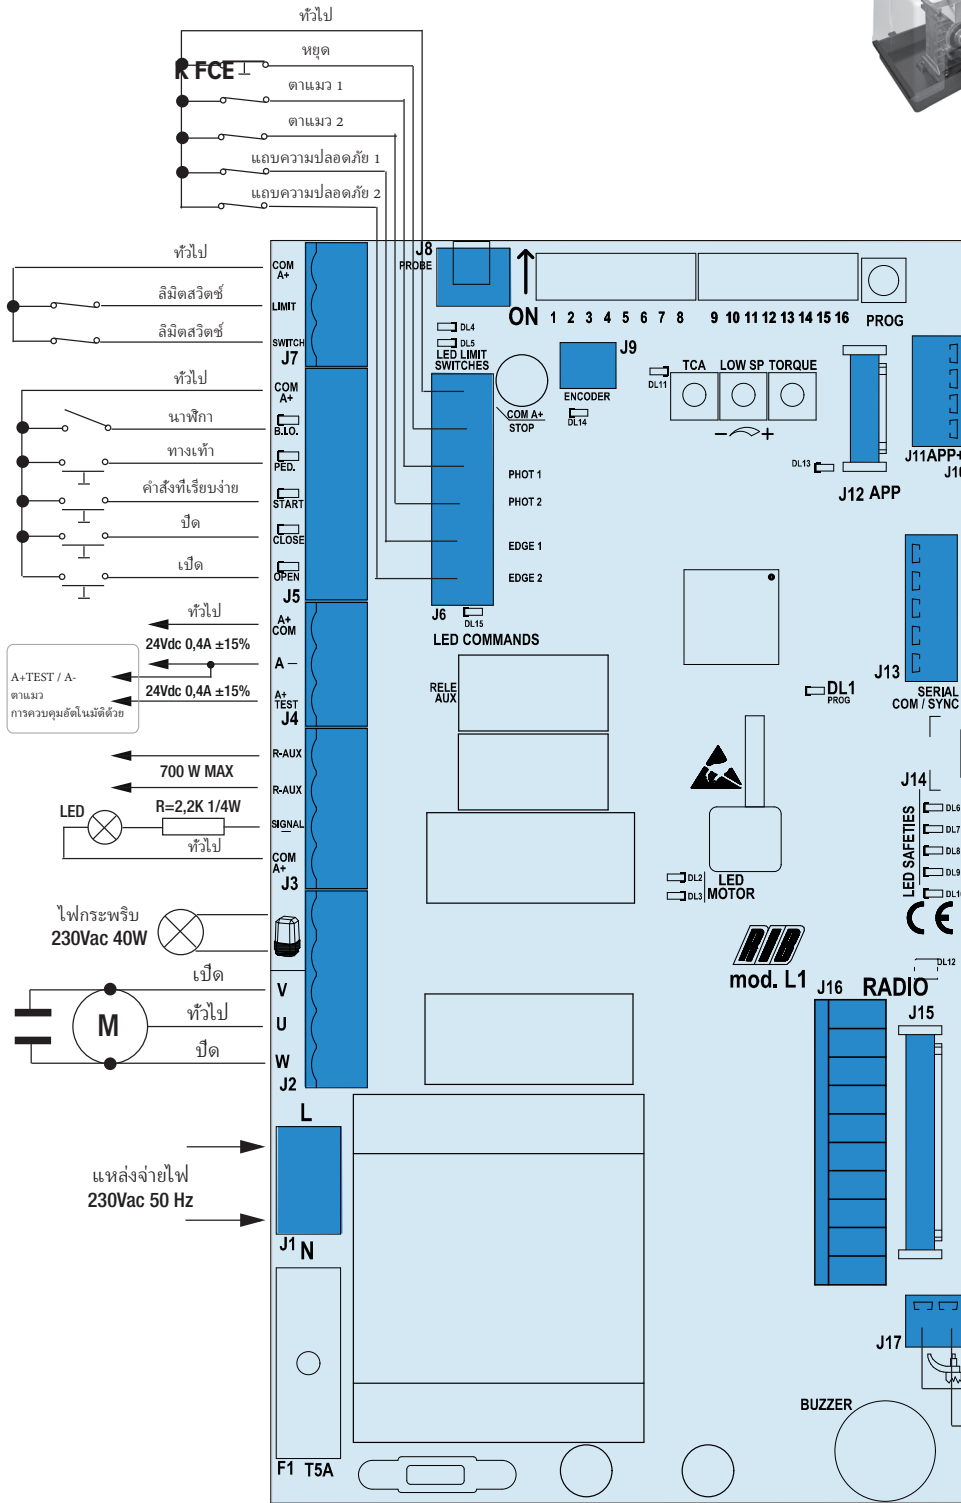 ทั่วไป
หยุด
K FCE
ตาแมว 1
ตาแมว 2
แถบความปลอดภัย 1
แถบความปลอดภัย 2
ทั่วไป
ลิมิตสวิตช์
ลิมิตสวิตช์
COM
A+
LIMIT
SWITCH
J7
ทั่วไป
นาฬิกา
ทางเท้า
คำสั่งที่เรียบง่าย
ปิด
เปิด
COM
A+
B.I.O.
PED.
START
CLOSE
OPEN
J5
ทั่วไป
24Vdc 0,4A ±15%
24Vdc 0,4A ±15%
A+TEST / A-
ตาแมว
การควบคุมอัตโนมัติด้วย
A+
COM
A –
A+
TEST
J4
700 W MAX
R-AUX
R-AUX
LED
R=2,2K 1/4W
ทั่วไป
SIGNAL
COM
A+
J3
ไฟกระพริบ
230Vac 40W
เปิด
ทั่วไป
ปิด
M
V
U
W
J2
L
แหล่งจ่ายไฟ
230Vac 50 Hz
J1 N
F1 T5A
J8
PROBE
ON 1 2 3 4 5 6 7 8 9 10 11 12 13 14 15 16
PROG
DL4
DL5
LED LIMIT
SWITCHES
J9
ENCODER
DL14
COM A+
STOP
PHOT 1
PHOT 2
EDGE 1
EDGE 2
J6
DL15
LED COMMANDS
DL11
TCA LOW SP TORQUE
– +
DL13
J12 APP
J11 APP+
J10
J13
SERIAL
COM / SYNC
RELE
AUX
DL1
PROG
J14
LED SAFETIES
DL6
DL7
DL8
DL9
DL10
CE
DL2
DL3
LED
MOTOR
RIB
mod. L1
DL12
J16 RADIO
J15
J17
BUZZER